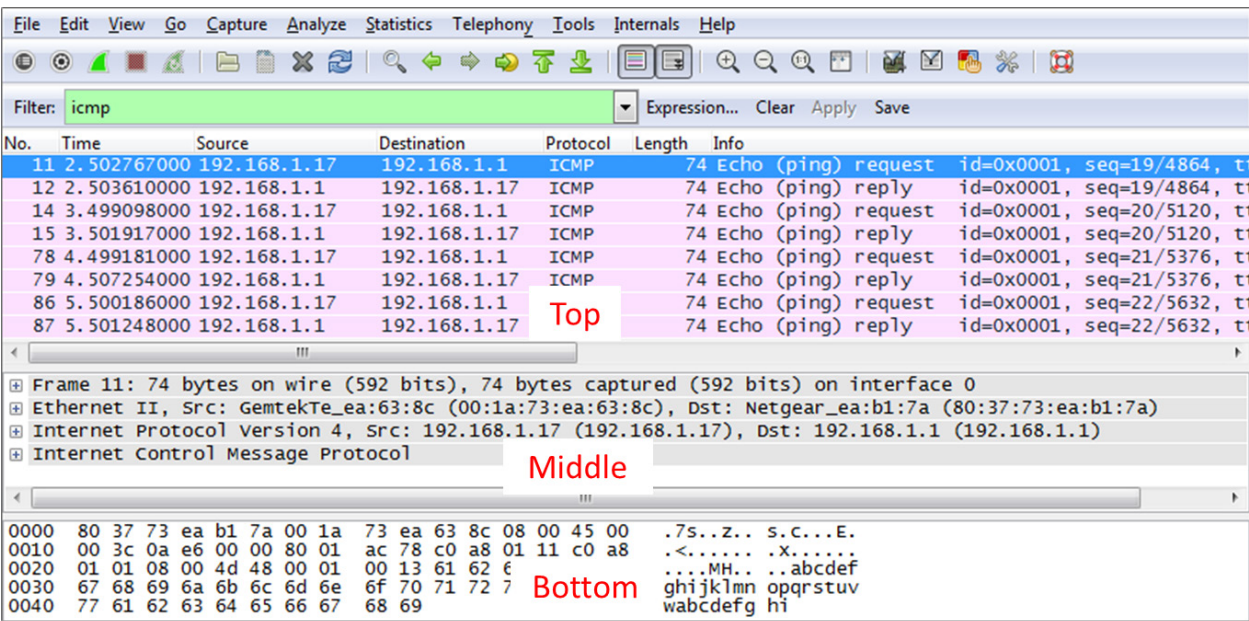 File Edit View Go Capture Analyze Statistics Telephony Tools Internals Help
Filter: icmp Expression... Clear Apply Save
No. Time Source Destination Protocol Length Info
11 2.502767000 192.168.1.17 192.168.1.1 ICMP 74 Echo (ping) request id=0x0001, seq=19/4864,
12 2.503610000 192.168.1.1 192.168.1.17 ICMP 74 Echo (ping) reply id=0x0001, seq=19/4864,
14 3.499098000 192.168.1.17 192.168.1.1 ICMP 74 Echo (ping) request id=0x0001, seq=20/5120,
15 3.501917000 192.168.1.1 192.168.1.17 ICMP 74 Echo (ping) reply id=0x0001, seq=20/5120,
78 4.499181000 192.168.1.17 192.168.1.1 ICMP 74 Echo (ping) request id=0x0001, seq=21/5376,
79 4.507254000 192.168.1.1 192.168.1.17 ICMP 74 Echo (ping) reply id=0x0001, seq=21/5376,
86 5.500186000 192.168.1.17 192.168.1.1 74 Echo (ping) request id=0x0001, seq=22/5632,
87 5.501248000 192.168.1.1 192.168.1.17 74 Echo (ping) reply id=0x0001, seq=22/5632,
Top
Frame 11: 74 bytes on wire (592 bits), 74 bytes captured (592 bits) on interface 0
Ethernet II, Src: GemtekTe_ea:63:8c (00:1a:73:ea:63:8c), Dst: Netgear_ea:b1:7a (80:37:73:ea:b1:7a)
Internet Protocol Version 4, Src: 192.168.1.17 (192.168.1.17), Dst: 192.168.1.1 (192.168.1.1)
Internet Control Message Protocol
Middle
0000 80 37 73 ea b1 7a 00 1a 73 ea 63 8c 08 00 45 00 .7s..z.. s.c...E.
0010 00 3c 0a e6 00 00 80 01 ac 78 c0 a8 01 11 c0 a8 .<...... .x......
0020 01 01 08 00 4d 48 00 01 00 13 61 62 ....MH.. ..abcdef
0030 67 68 69 6a 6b 6c 6d 6e 6f 70 71 72 ghijklmn opqrstuv
0040 77 61 62 63 64 65 66 67 68 69 wabcdefg hi
Bottom